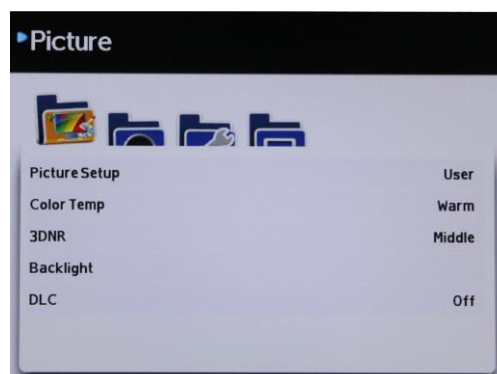 Picture
Picture Setup User
Color Temp Warm
3DNR Middle
Backlight
DLC Off